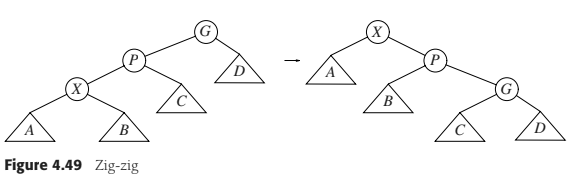 G X
P P
D A
X G
C B
A B C D
Figure 4.49 Zig-zig